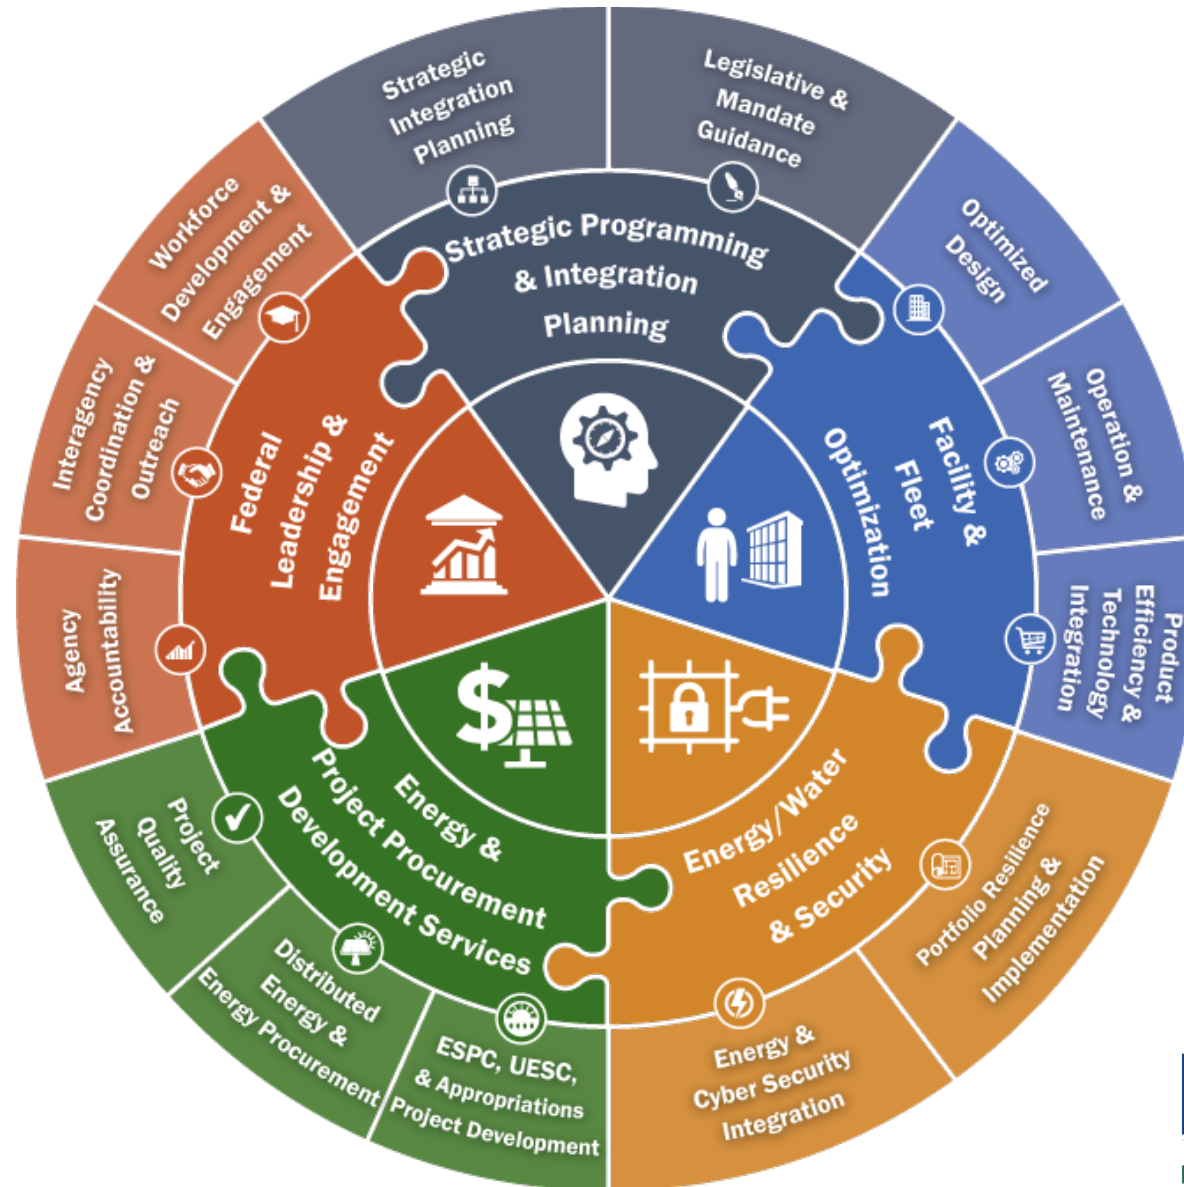 Strategic
Integration
Planning
Legislative &
Mandate
Guidance
Strategic Programming
& Integration
Planning
Optimized
Design
Operation &
Maintenance
Product
Efficiency &
Technology
Integration
Facility &
Fleet
Optimization
Portfolio Resilience
Planning &
Implementation
Energy &
Cyber Security
Integration
Energy/Water
Resilience
& Security
ESPC, UESC,
& Appropriations
Project Development
Distributed
Energy &
Energy Procurement
Project
Quality
Assurance
Energy &
Project Procurement
Development Services
Agency
Accountability
Interagency
Coordination &
Outreach
Workforce
Development &
Engagement
Federal
Leadership &
Engagement
$